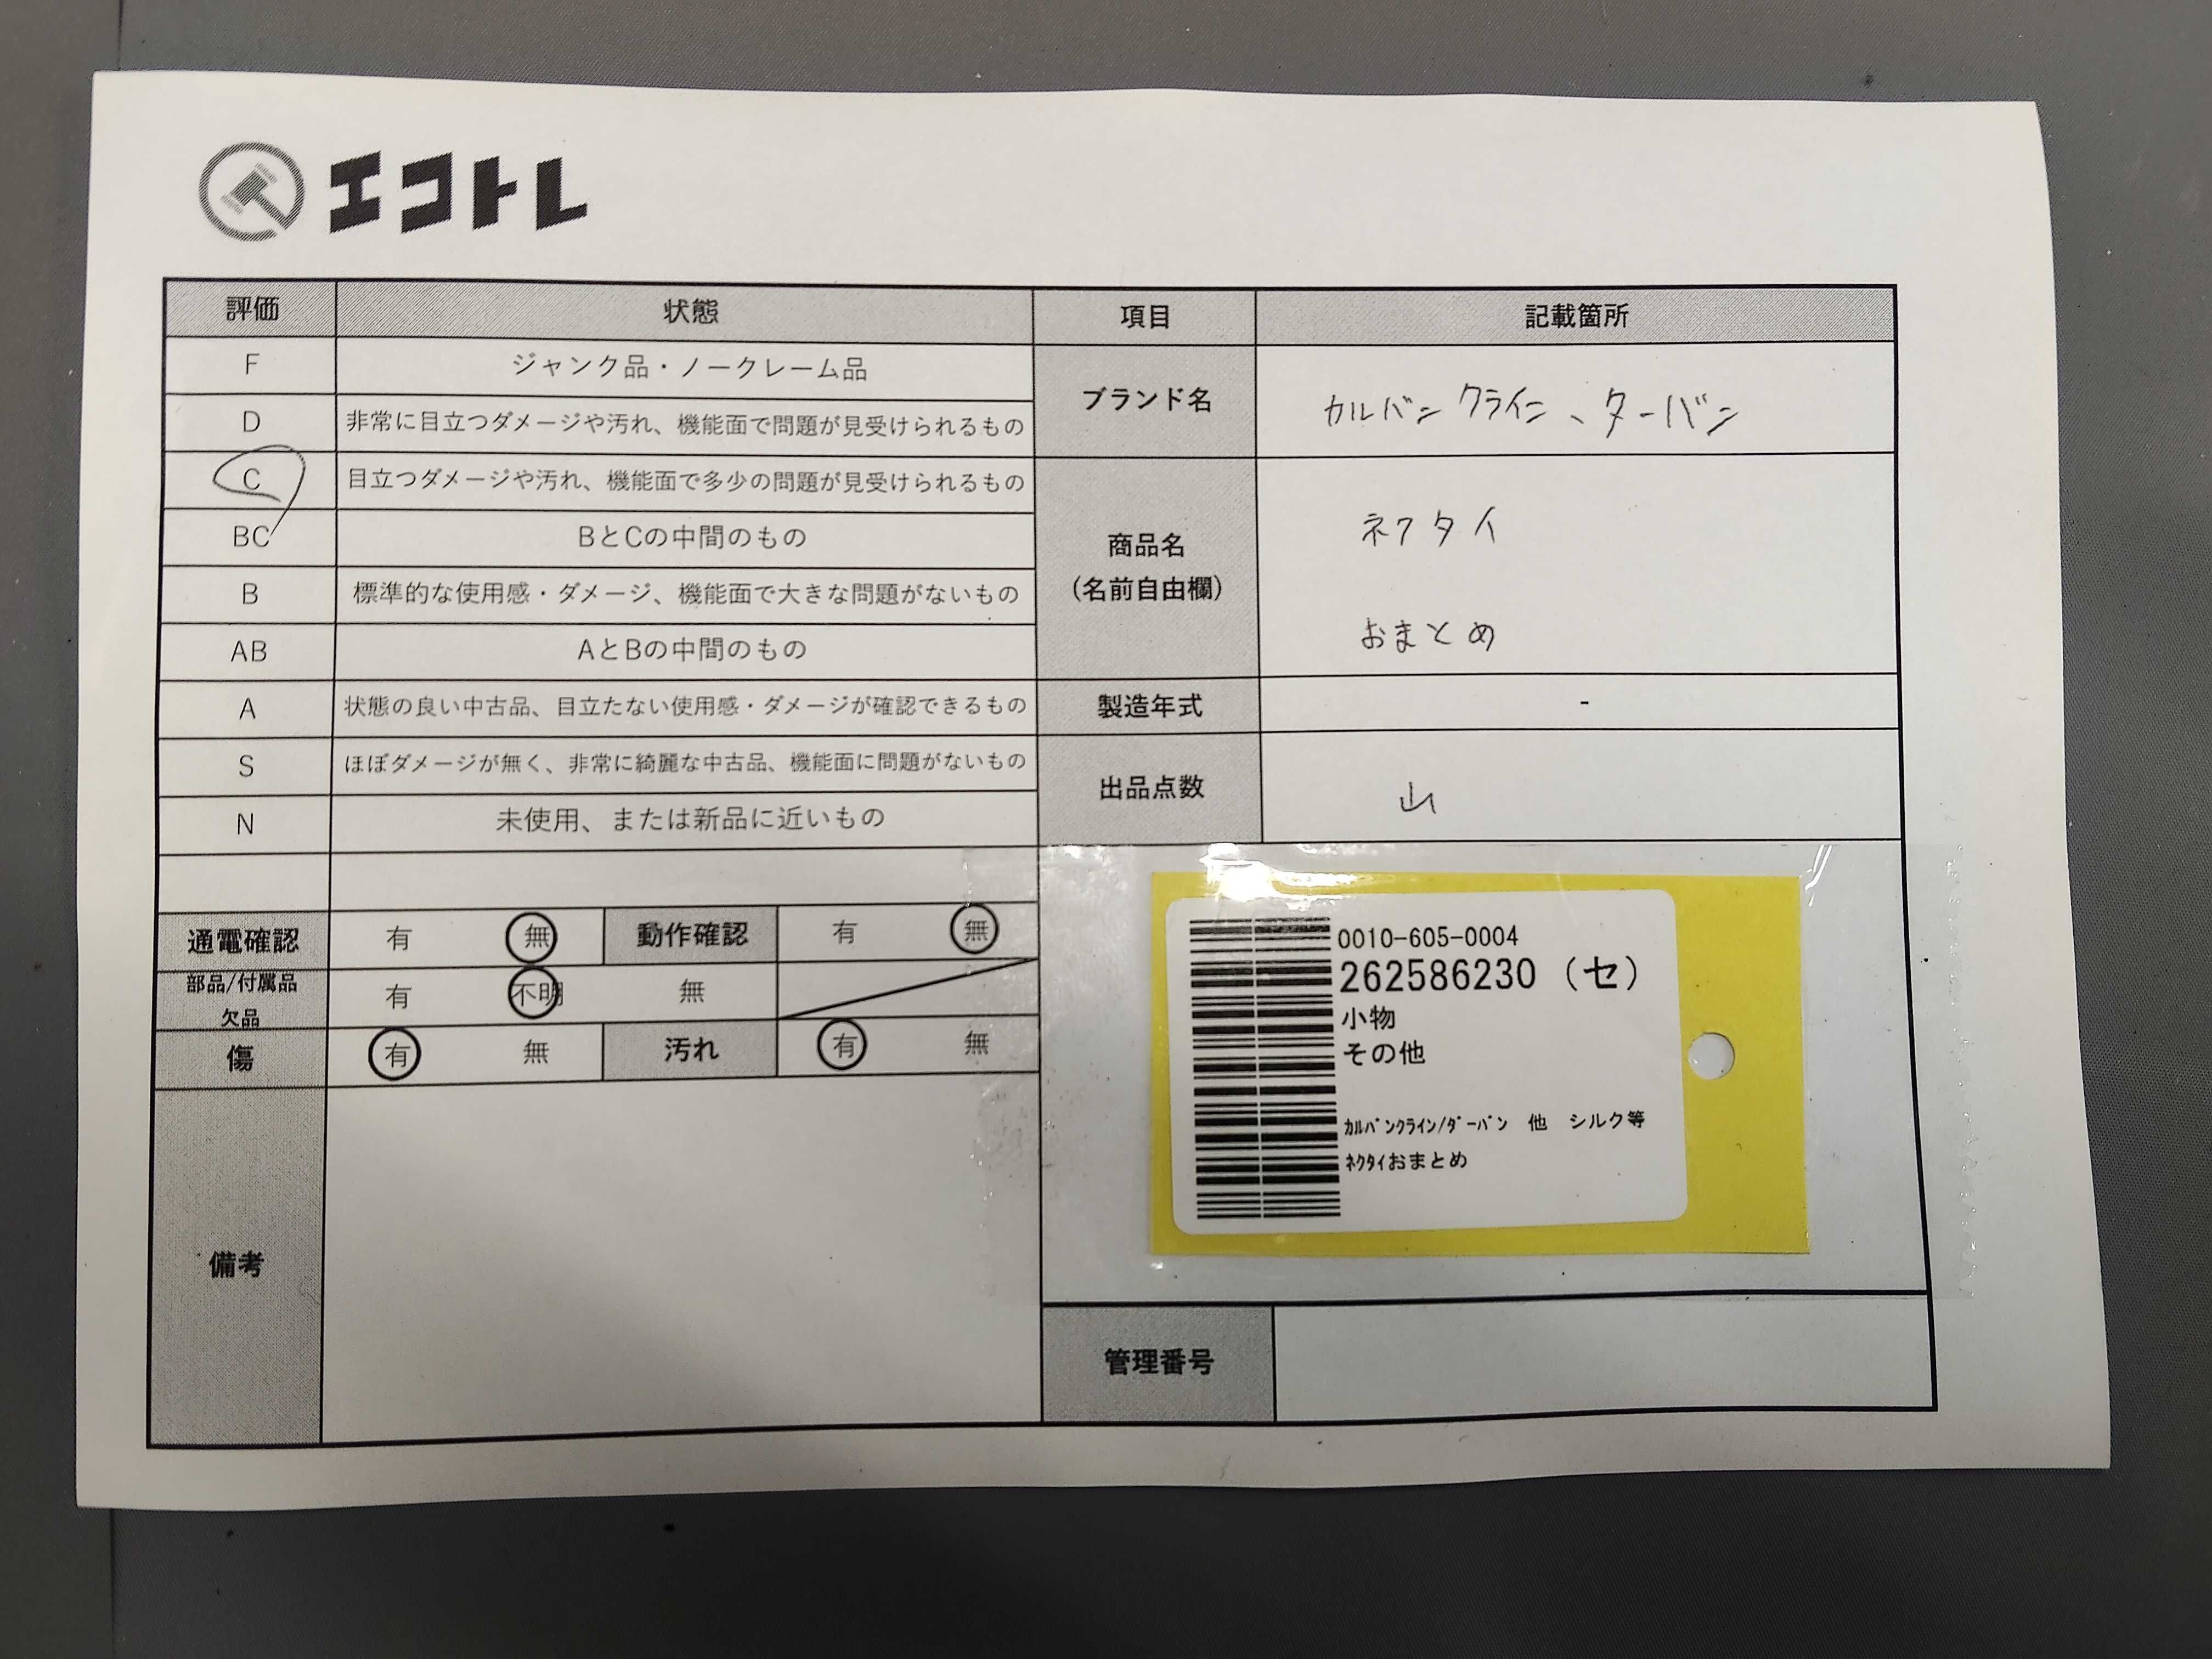 エコトレ
評価 状態 項目 記載箇所
F ジャンク品・ノークレーム品
D 非常に目立つダメージや汚れ、機能面で問題が見受けられるもの
C 目立つダメージや汚れ、機能面で多少の問題が見受けられるもの
BC BとCの中間のもの
B 標準的な使用感・ダメージ、機能面で大きな問題がないもの
AB AとBの中間のもの
A 状態の良い中古品、目立たない使用感・ダメージが確認できるもの
S ほぼダメージが無く、非常に綺麗な中古品、機能面に問題がないもの
N 未使用、または新品に近いもの
ブランド名 カルバンクライン、ターバン
商品名
(名前自由欄)
ネクタイ
おまとめ
製造年式 -
出品点数 山
通電確認 有 無 動作確認 有 無
部品/付属品
欠品
有 不明 無
傷 有 無 汚れ 有 無
備考
0010-605-0004
262586230 (セ)
小物
その他
ｶﾙﾊﾞﾝｸﾗｲﾝ/ﾀﾞｰﾊﾞﾝ 他 シルク等
ﾈｸﾀｲおまとめ
管理番号